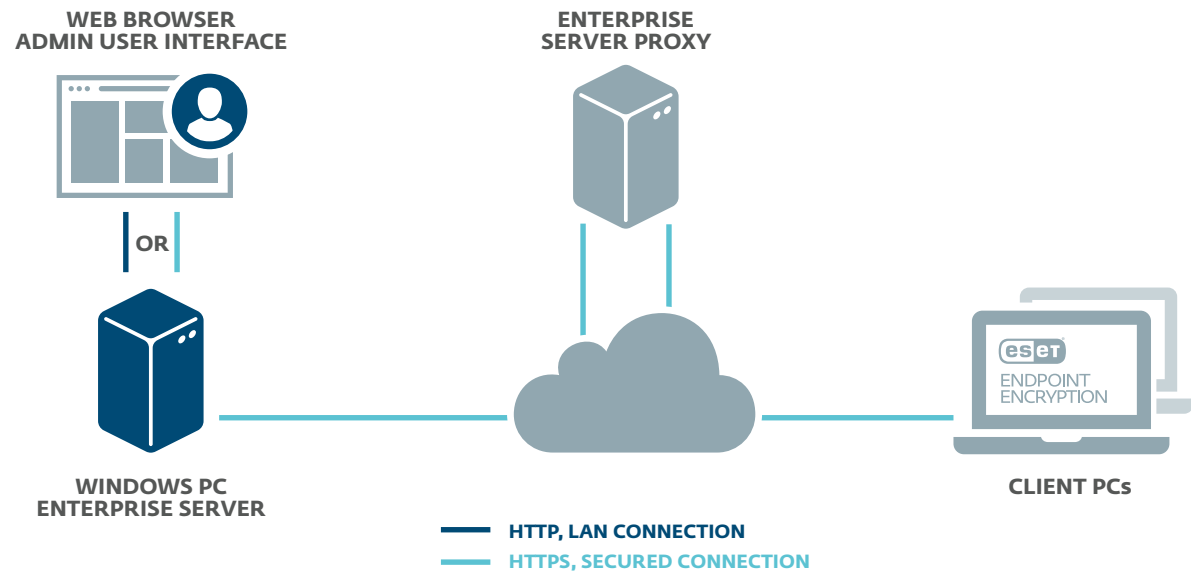 WEB BROWSER
ADMIN USER INTERFACE
ENTERPRISE
SERVER PROXY
OR
eseT
ENDPOINT
ENCRYPTION
WINDOWS PC
ENTERPRISE SERVER
CLIENT PCs
HTTP, LAN CONNECTION
HTTPS, SECURED CONNECTION